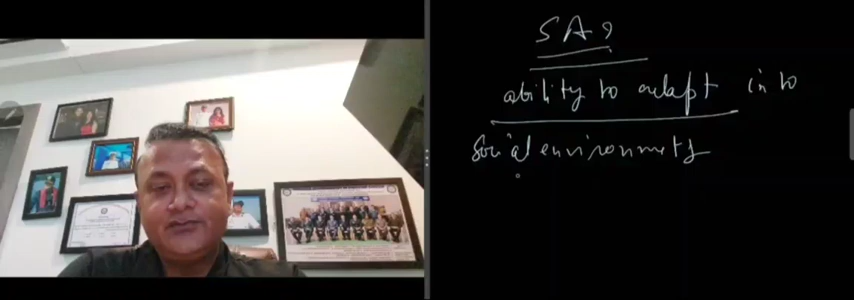 SA?
ability to adapt into
Social environments